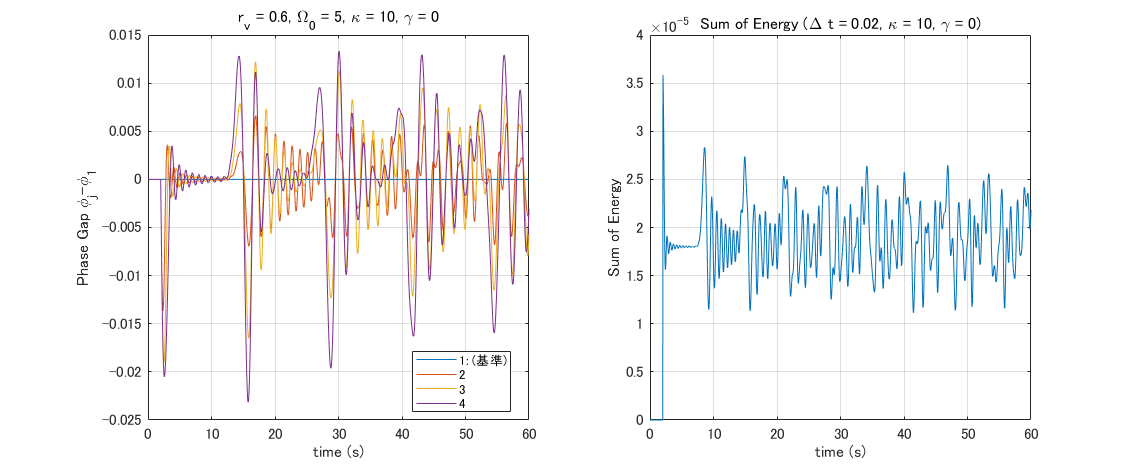 r_v = 0.6, Ω_0 = 5, κ = 10, γ = 0
0.015
0.01
0.005
0
−0.005
−0.01
−0.015
−0.02
−0.025
Phase Gap ϕ_j-ϕ_1
0 10 20 30 40 50 60
time (s)
1:(基準)
2
3
4
×10^-5 Sum of Energy (Δ t = 0.02, κ = 10, γ = 0)
4
3.5
3
2.5
2
1.5
1
0.5
0
Sum of Energy
0 10 20 30 40 50 60
time (s)